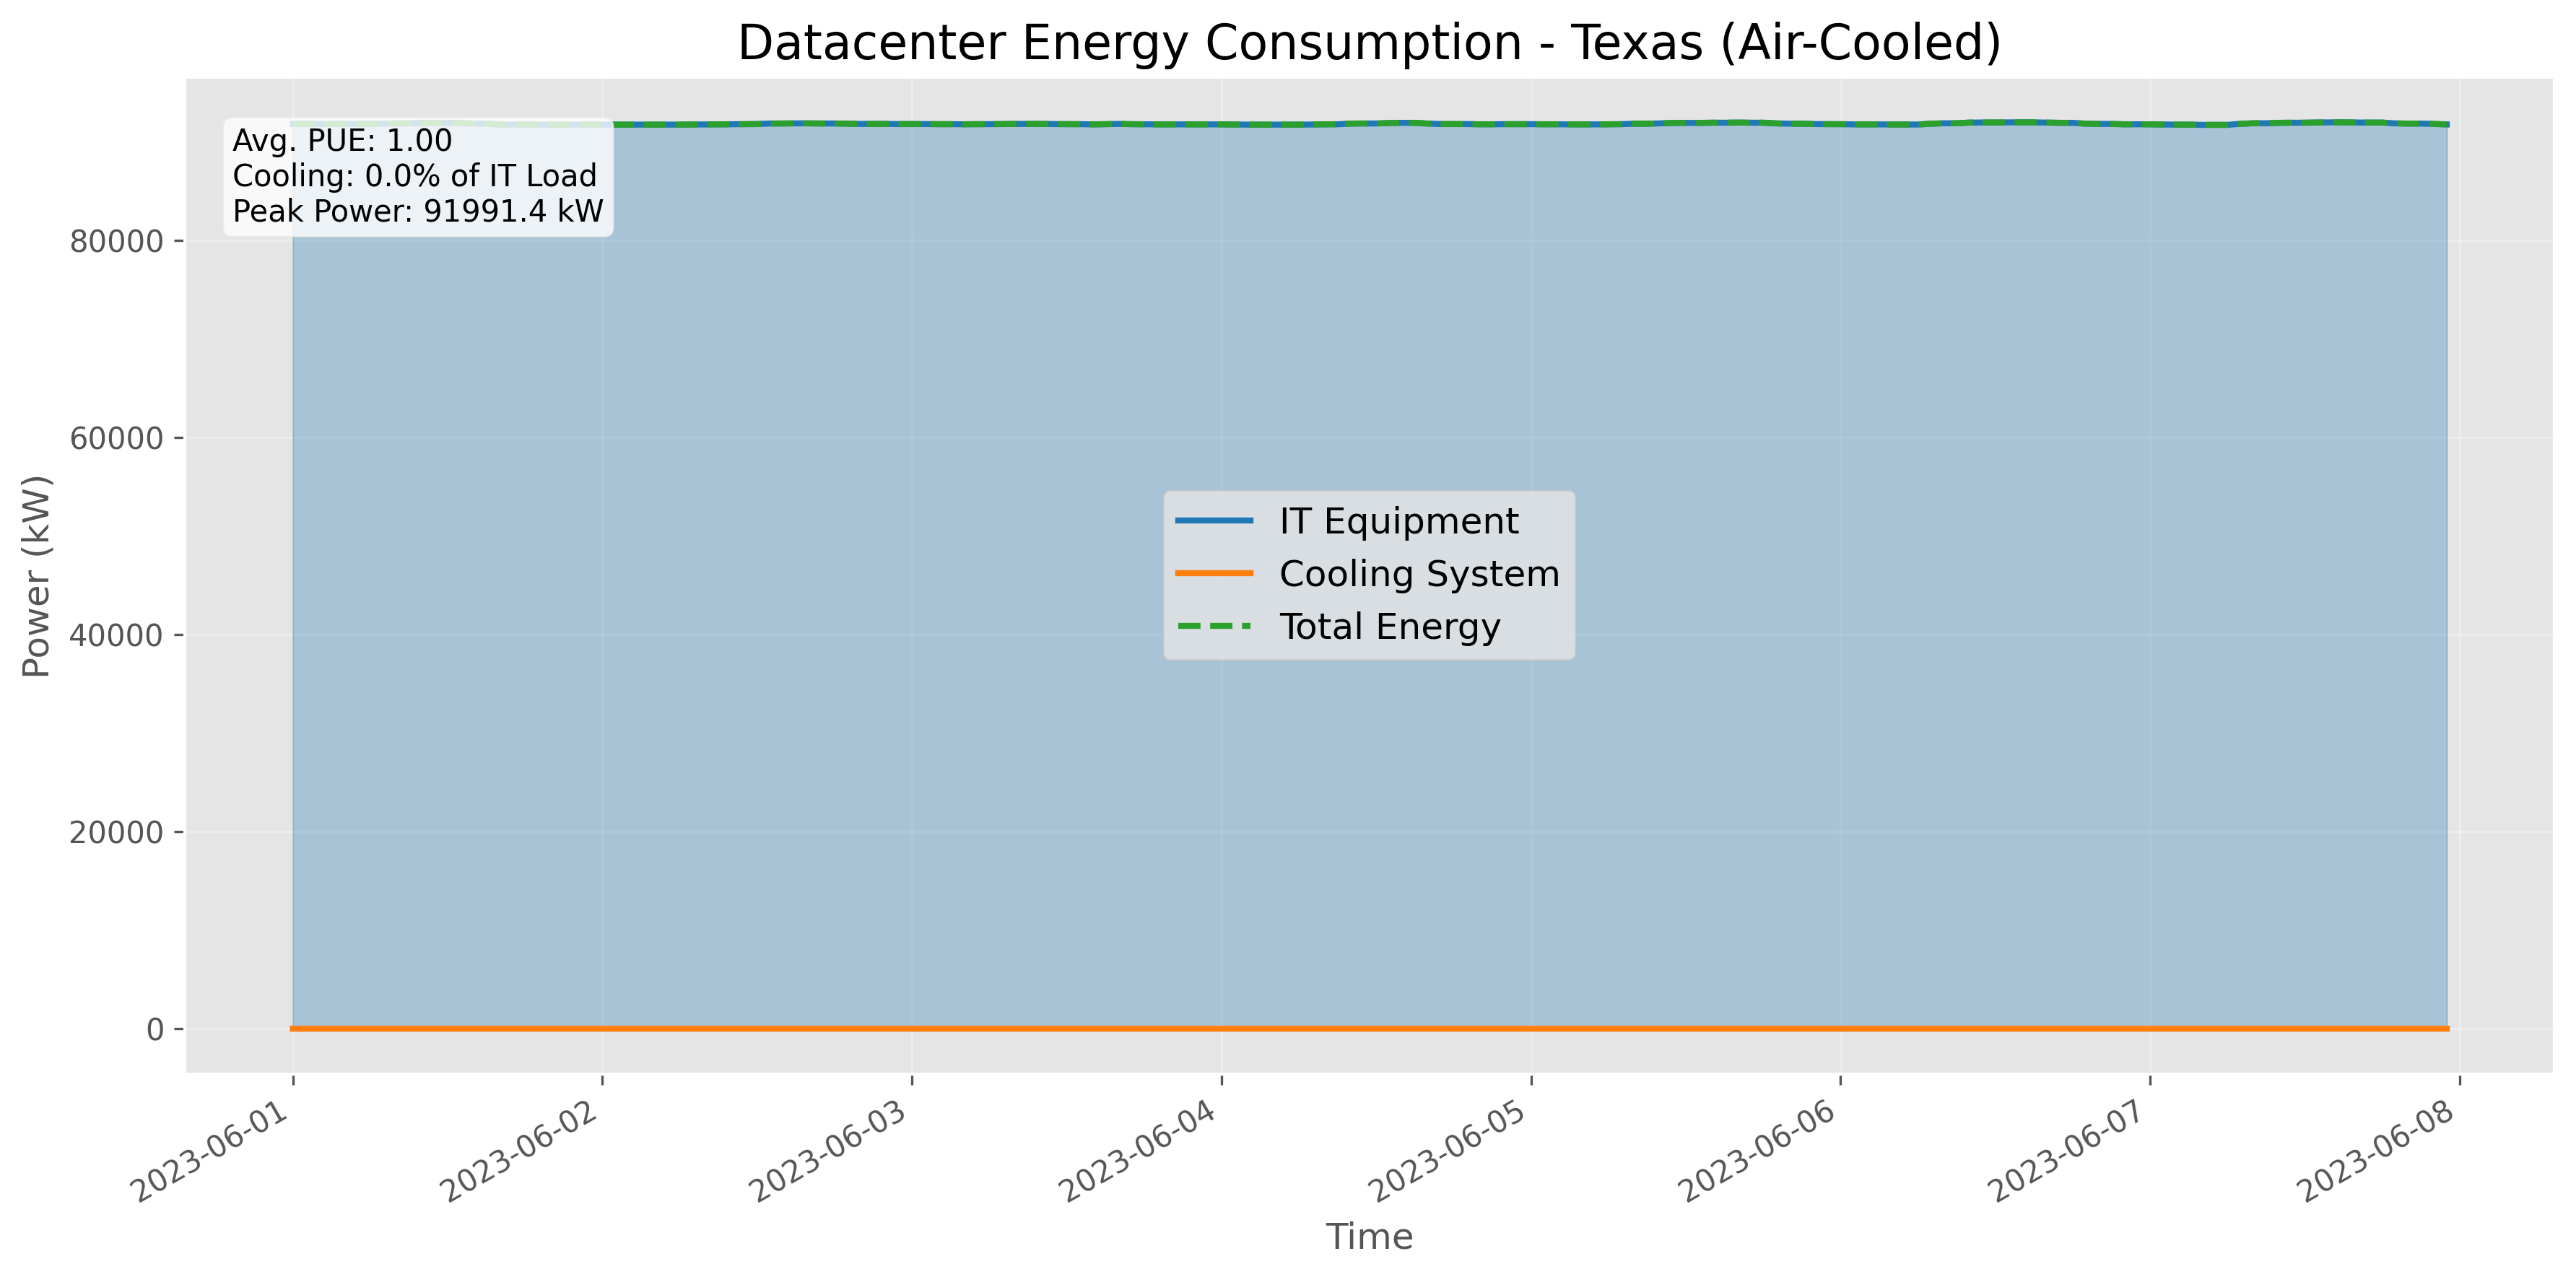 Datacenter Energy Consumption - Texas (Air-Cooled)
Avg. PUE: 1.00
Cooling: 0.0% of IT Load
Peak Power: 91991.4 kW
Power (kW)
80000
60000
40000
20000
0
IT Equipment
Cooling System
Total Energy
2023-06-01
2023-06-02
2023-06-03
2023-06-04
2023-06-05
2023-06-06
2023-06-07
2023-06-08
Time